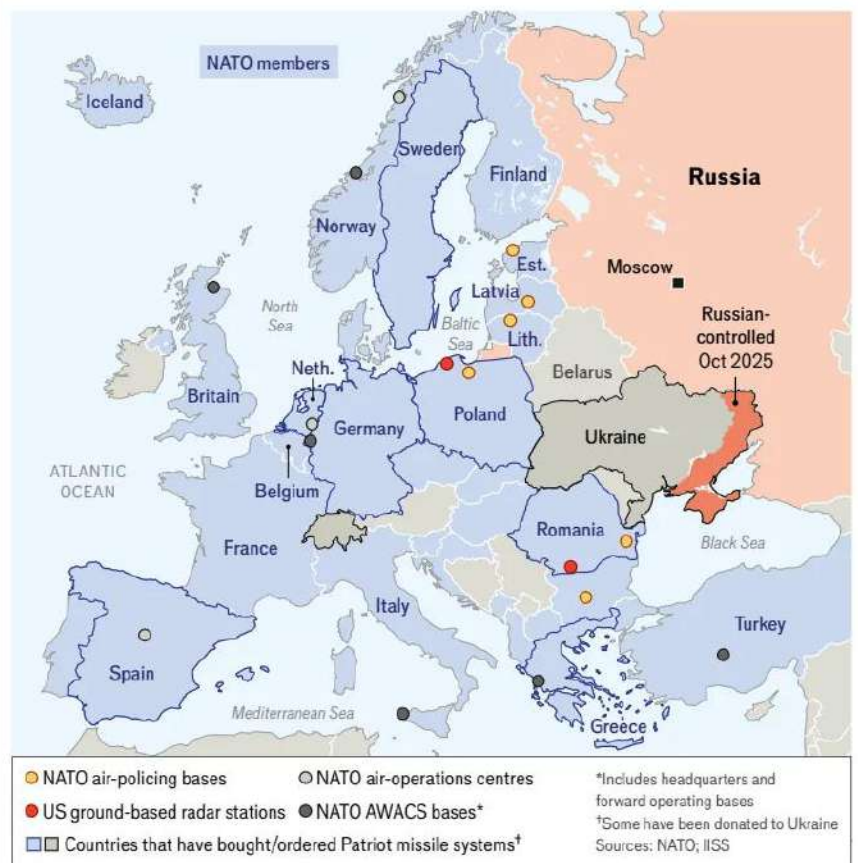 NATO members
Iceland
Sweden
Finland
Russia
Norway
Est.
Moscow
North
Sea
Latvia
Baltic
Sea
Lith.
Russian-
controlled
Oct 2025
Neth.
Belarus
Britain
Germany
Poland
Ukraine
ATLANTIC
OCEAN
Belgium
Romania
France
Black Sea
Italy
Turkey
Spain
Mediterranean Sea
Greece
NATO air-policing bases
US ground-based radar stations
NATO air-operations centres
NATO AWACS bases*
Countries that have bought/ordered Patriot missile systems†
*Includes headquarters and
forward operating bases
†Some have been donated to Ukraine
Sources: NATO; IISS